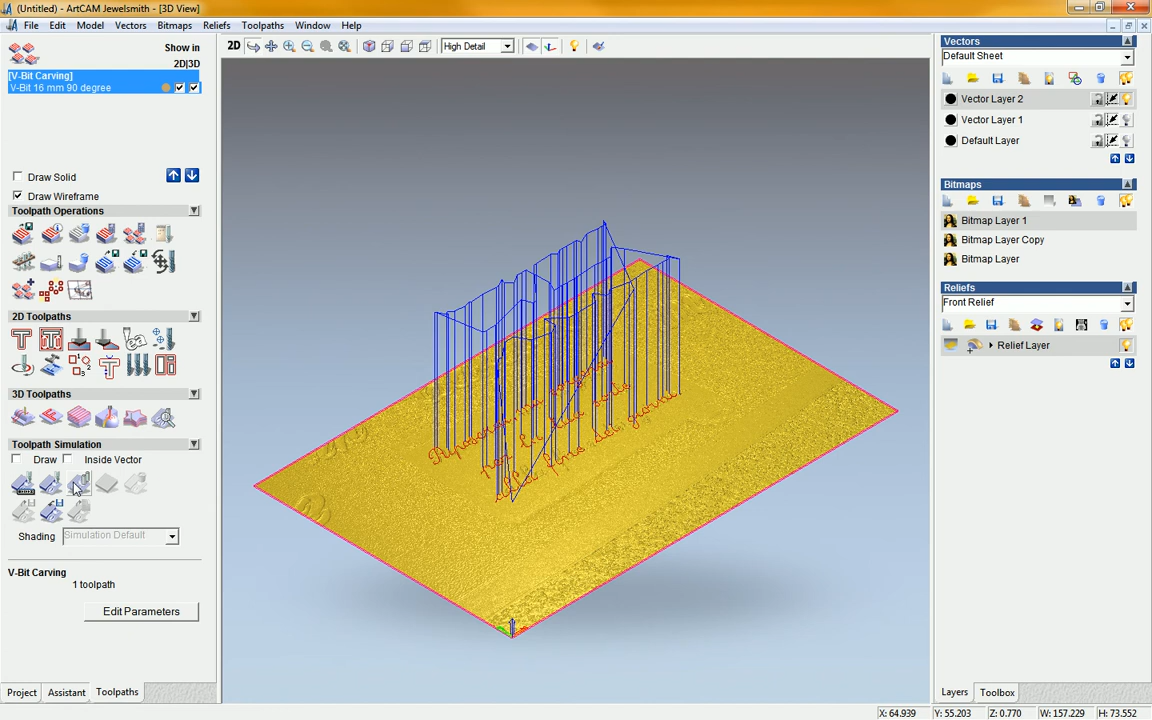 (Untitled) - ArtCAM Jewelsmith - [3D View]
File Edit Model Vectors Bitmaps Reliefs Toolpaths Window Help
2D High Detail
Show in
2D|3D
[V-Bit Carving]
V-Bit 16 mm 90 degree
Draw Solid
Draw Wireframe
Toolpath Operations
2D Toolpaths
3D Toolpaths
Toolpath Simulation
Draw Inside Vector
Shading Simulation Default
V-Bit Carving
1 toolpath
Edit Parameters
Project Assistant Toolpaths
Vectors
Default Sheet
Vector Layer 2
Vector Layer 1
Default Layer
Bitmaps
Bitmap Layer 1
Bitmap Layer Copy
Bitmap Layer
Reliefs
Front Relief
Relief Layer
Layers Toolbox
X: 64.939 Y: 55.203 Z: 0.770 W: 157.229 H: 73.552